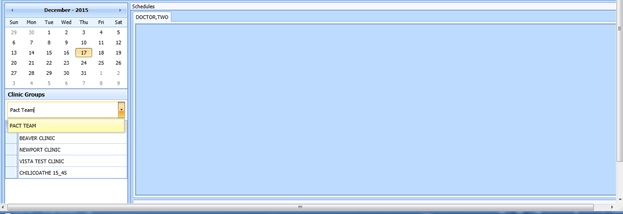 December - 2015
Sun Mon Tue Wed Thu Fri Sat
29 30 1 2 3 4 5
6 7 8 9 10 11 12
13 14 15 16 17 18 19
20 21 22 23 24 25 26
27 28 29 30 31 1 2
3 4 5 6 7 8 9
Clinic Groups
Pact Team
PACT TEAM
BEAVER CLINIC
NEWPORT CLINIC
VISTA TEST CLINIC
CHILICOATHE 15_45
Schedules
DOCTOR,TWO